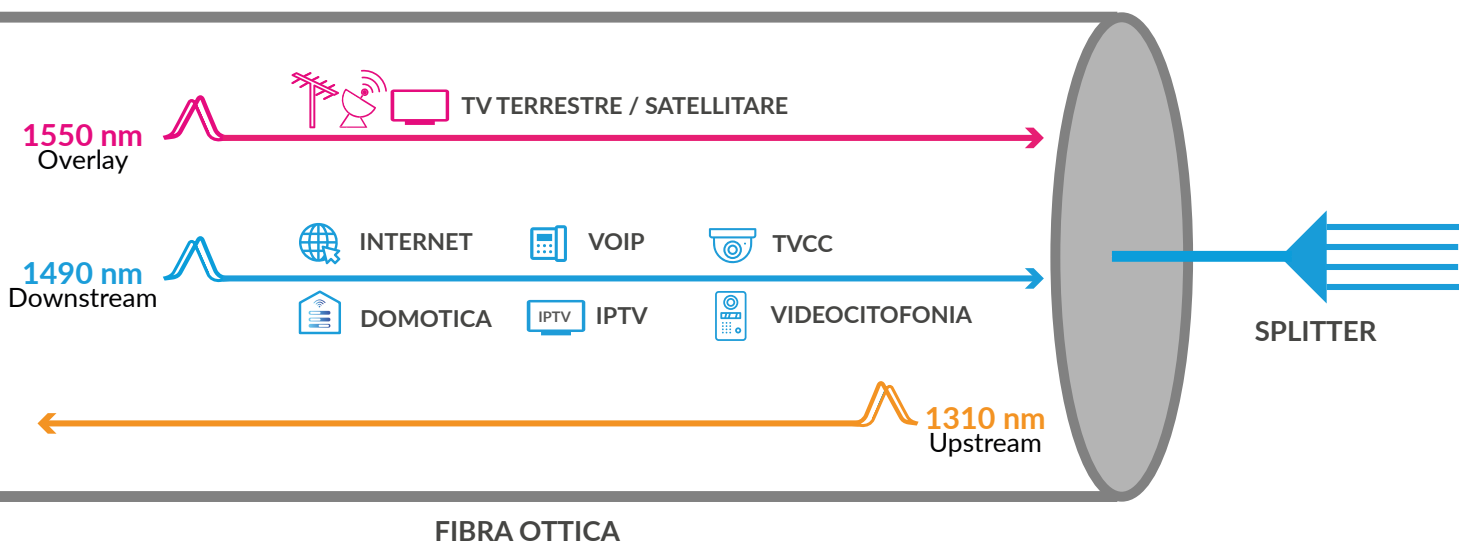 TV TERRESTRE / SATELLITARE
1550 nm
Overlay
INTERNET
VOIP
TVCC
1490 nm
Downstream
DOMOTICA
IPTV
IPTV
VIDEOCITOFONIA
SPLITTER
1310 nm
Upstream
FIBRA OTTICA